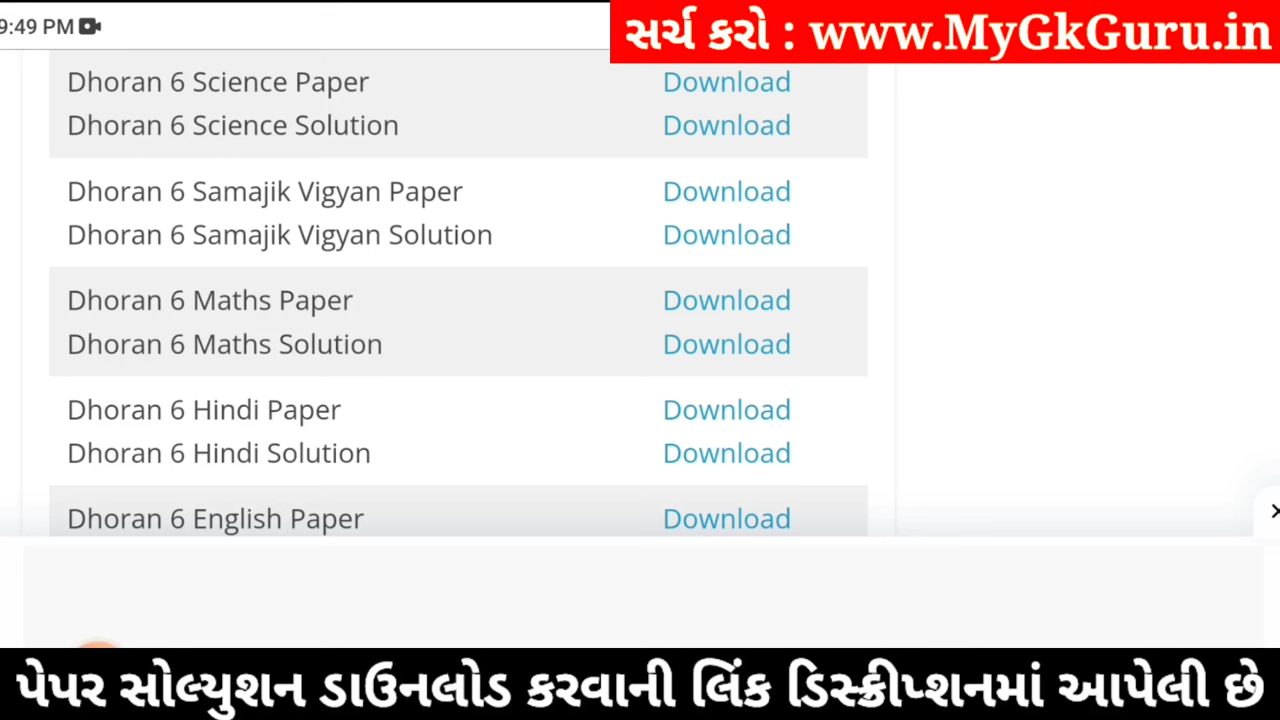 9:49 PM
સર્ચ કરો : www.MyGkGuru.in
Dhoran 6 Science Paper Download
Dhoran 6 Science Solution Download
Dhoran 6 Samajik Vigyan Paper Download
Dhoran 6 Samajik Vigyan Solution Download
Dhoran 6 Maths Paper Download
Dhoran 6 Maths Solution Download
Dhoran 6 Hindi Paper Download
Dhoran 6 Hindi Solution Download
Dhoran 6 English Paper Download
પેપર સોલ્યુશન ડાઉનલોડ કરવાની લિંક ડિસ્ક્રીપ્શનમાં આપેલી છે